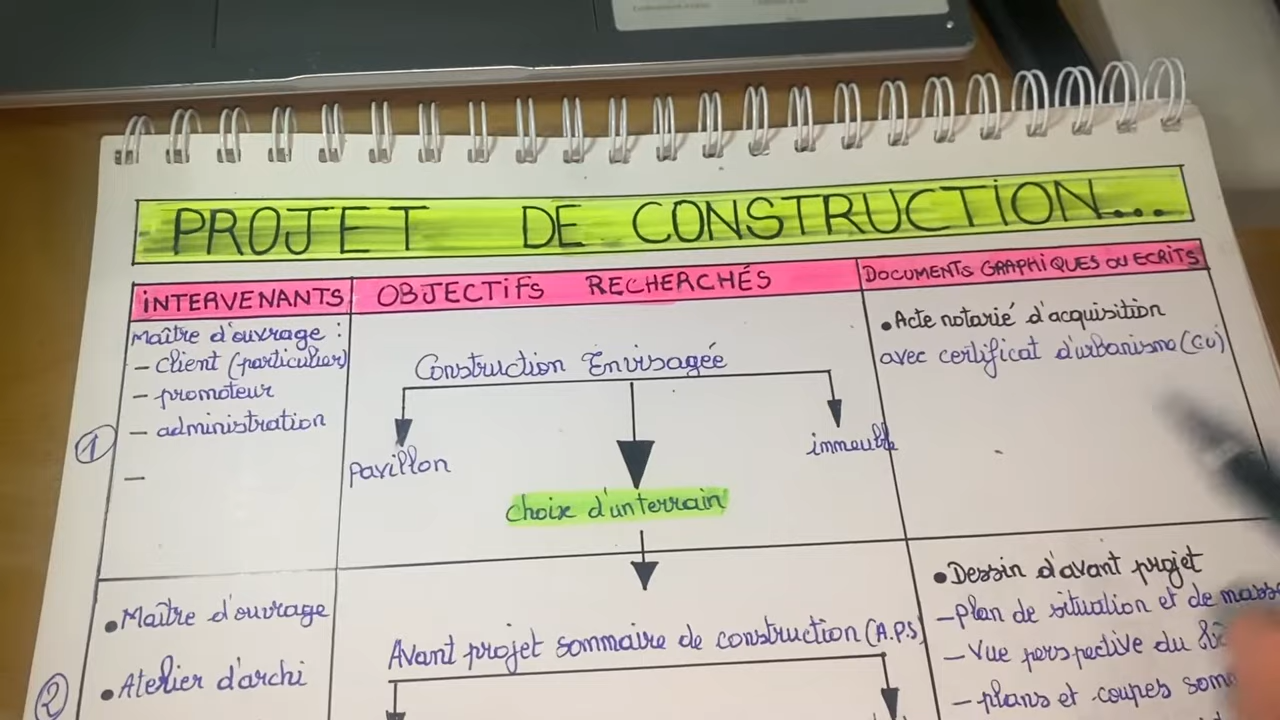 PROJET DE CONSTRUCTION...
INTERVENANTS
OBJECTIFS RECHERCHÉS
DOCUMENTS GRAPHIQUES OU ECRITS
1
Maître d'ouvrage :
- client (particulier)
- promoteur
- administration
-
Construction Envisagée
pavillon
immeuble
choix d'un terrain
• Acte notarié d'acquisition
avec certificat d'urbanisme (CU)
2
• Maître d'ouvrage
• Atelier d'archi
Avant projet sommaire de construction (A.P.S)
• Dessin d'avant projet
- plan de situation et de masse
- Vue perspective du
- plans et coupes